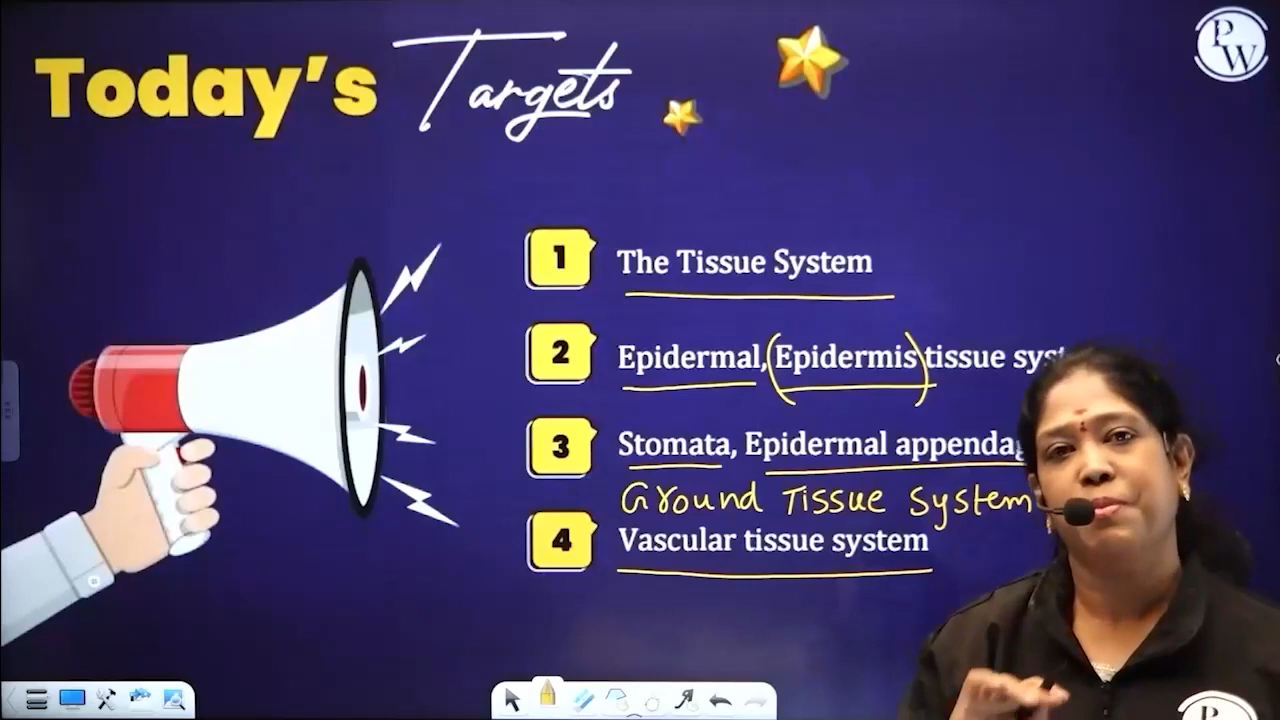 Today's Targets
PW
1
The Tissue System
2
Epidermal, (Epidermis) tissue
3
Stomata, Epidermal
Ground Tissue System
4
Vascular tissue system
P